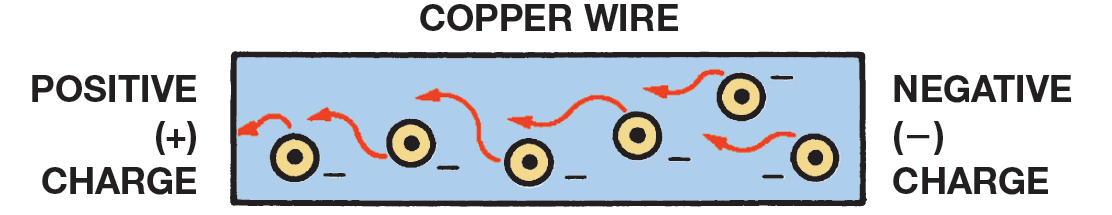 COPPER WIRE
POSITIVE
(+)
CHARGE
NEGATIVE
(−)
CHARGE